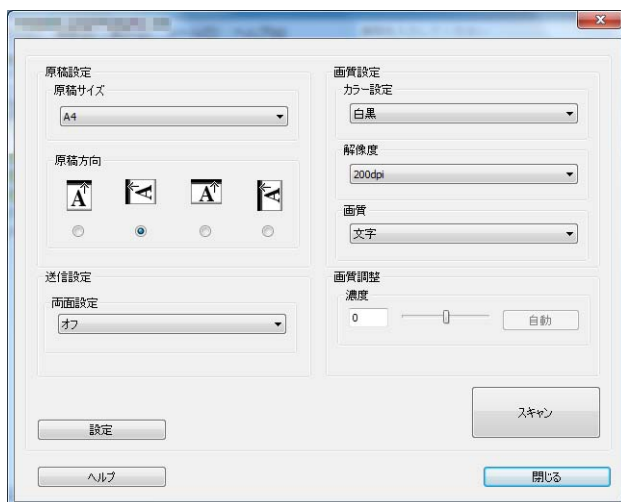 原稿設定
原稿サイズ
A4
原稿方向
A A A A
送信設定
両面設定
オフ
設定
ヘルプ
画質設定
カラー設定
白黒
解像度
200dpi
画質
文字
画質調整
濃度
0
自動
スキャン
閉じる